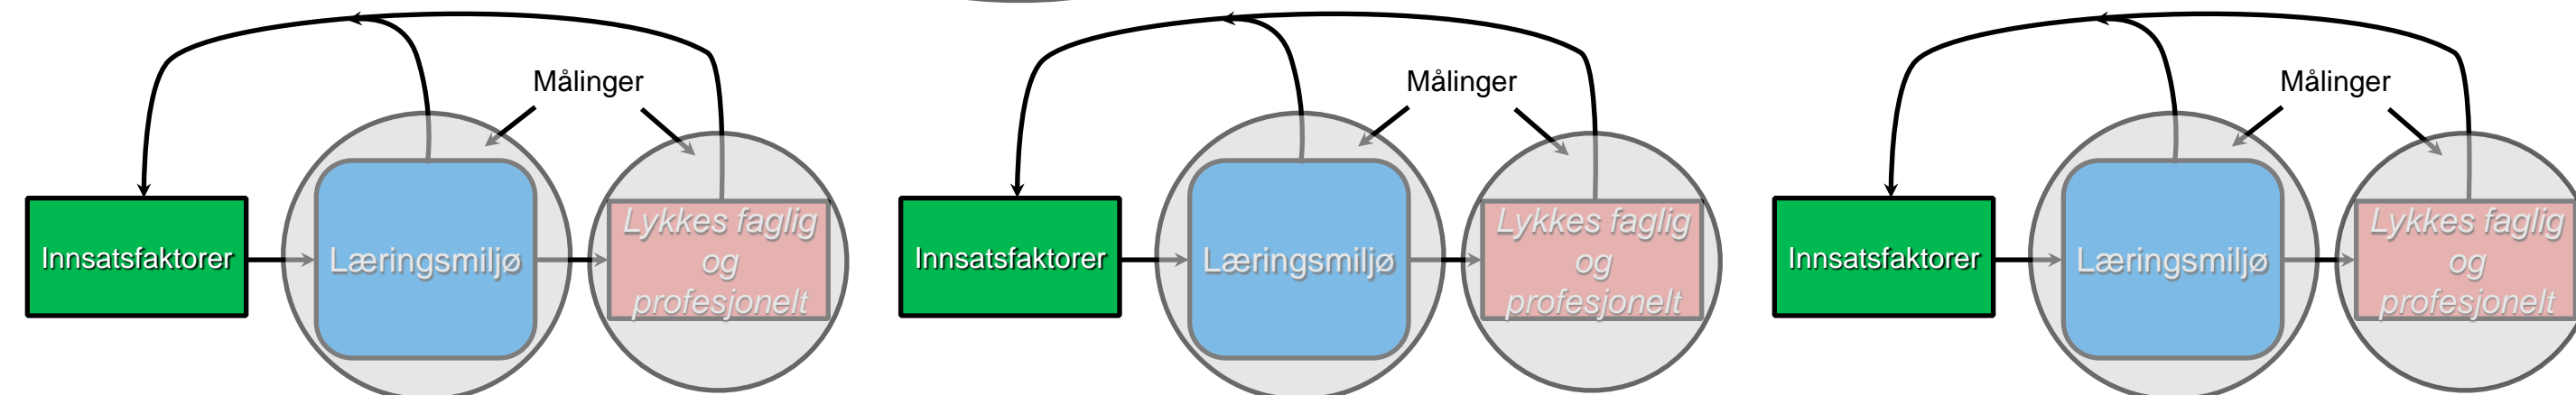 Målinger
Innsatsfaktorer
Læringsmiljø
Lykkes faglig
og
profesjonelt
Målinger
Innsatsfaktorer
Læringsmiljø
Lykkes faglig
og
profesjonelt
Målinger
Innsatsfaktorer
Læringsmiljø
Lykkes faglig
og
profesjonelt